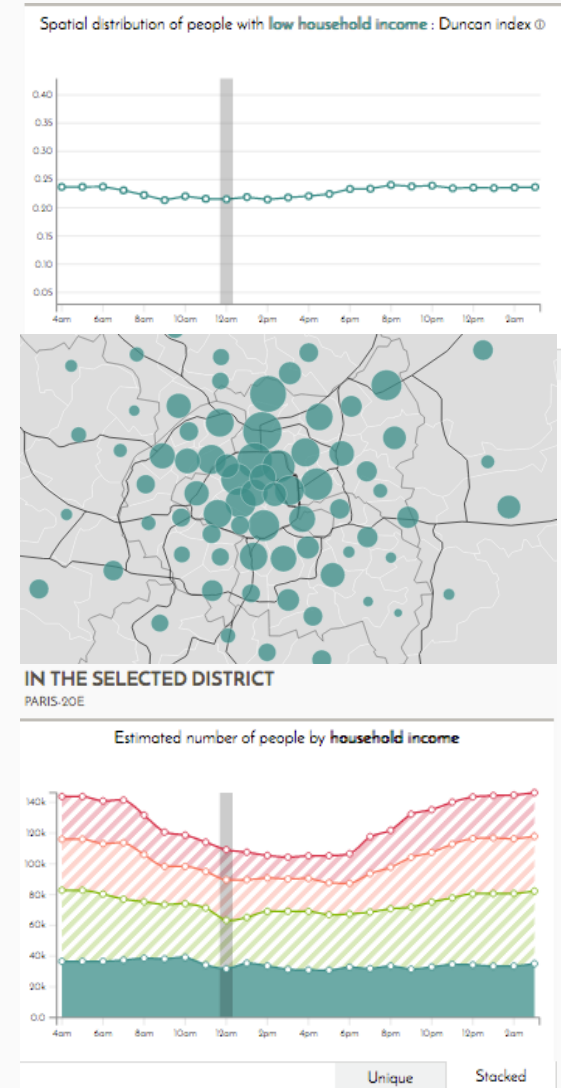 Spatial distribution of people with low household income : Duncan index ⓘ
0.40
0.35
0.30
0.25
0.20
0.15
0.10
0.05
4am 6am 8am 10am 12am 2pm 4pm 6pm 8pm 10pm 12pm 2am
IN THE SELECTED DISTRICT
PARIS-20E
Estimated number of people by household income
140k
120k
100k
80k
60k
40k
20k
0.0
4am 6am 8am 10am 12am 2pm 4pm 6pm 8pm 10pm 12pm 2am
Unique Stacked